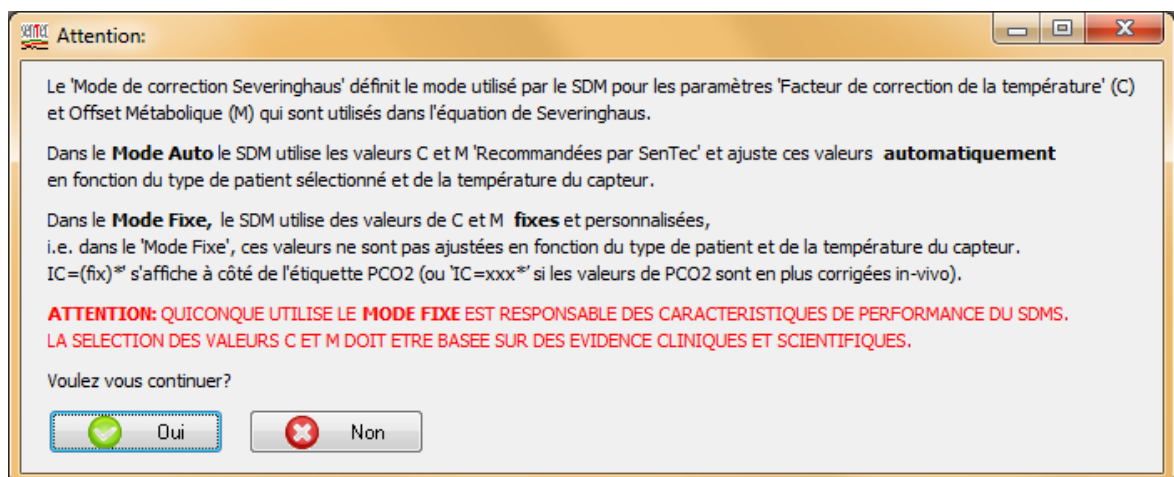 SenTec Attention:
Le 'Mode de correction Severinghaus' définit le mode utilisé par le SDM pour les paramètres 'Facteur de correction de la température' (C)
et Offset Métabolique (M) qui sont utilisés dans l'équation de Severinghaus.
Dans le Mode Auto le SDM utilise les valeurs C et M 'Recommandées par SenTec' et ajuste ces valeurs automatiquement
en fonction du type de patient sélectionné et de la température du capteur.
Dans le Mode Fixe, le SDM utilise des valeurs de C et M fixes et personnalisées,
i.e. dans le 'Mode Fixe', ces valeurs ne sont pas ajustées en fonction du type de patient et de la température du capteur.
IC=(fix)*' s'affiche à côté de l'étiquette PCO2 (ou 'IC=xxx*' si les valeurs de PCO2 sont en plus corrigées in-vivo).
ATTENTION: QUICONQUE UTILISE LE MODE FIXE EST RESPONSABLE DES CARACTERISTIQUES DE PERFORMANCE DU SDMS.
LA SELECTION DES VALEURS C ET M DOIT ETRE BASEE SUR DES EVIDENCE CLINIQUES ET SCIENTIFIQUES.
Voulez vous continuer?
Oui Non